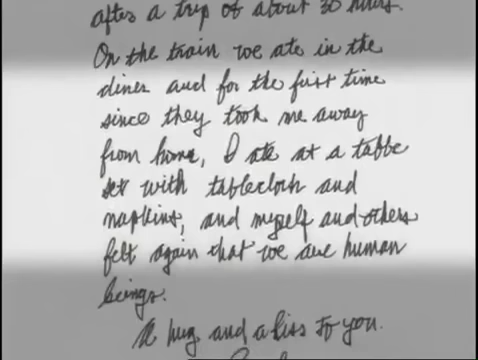 after a trip of about 30 hours.
On the train we ate in the
diner and for the first time
since they took me away
from home, I ate at a table
set with tablecloth and
napkins, and myself and others
felt again that we are human
beings.
A hug and a kiss to you.